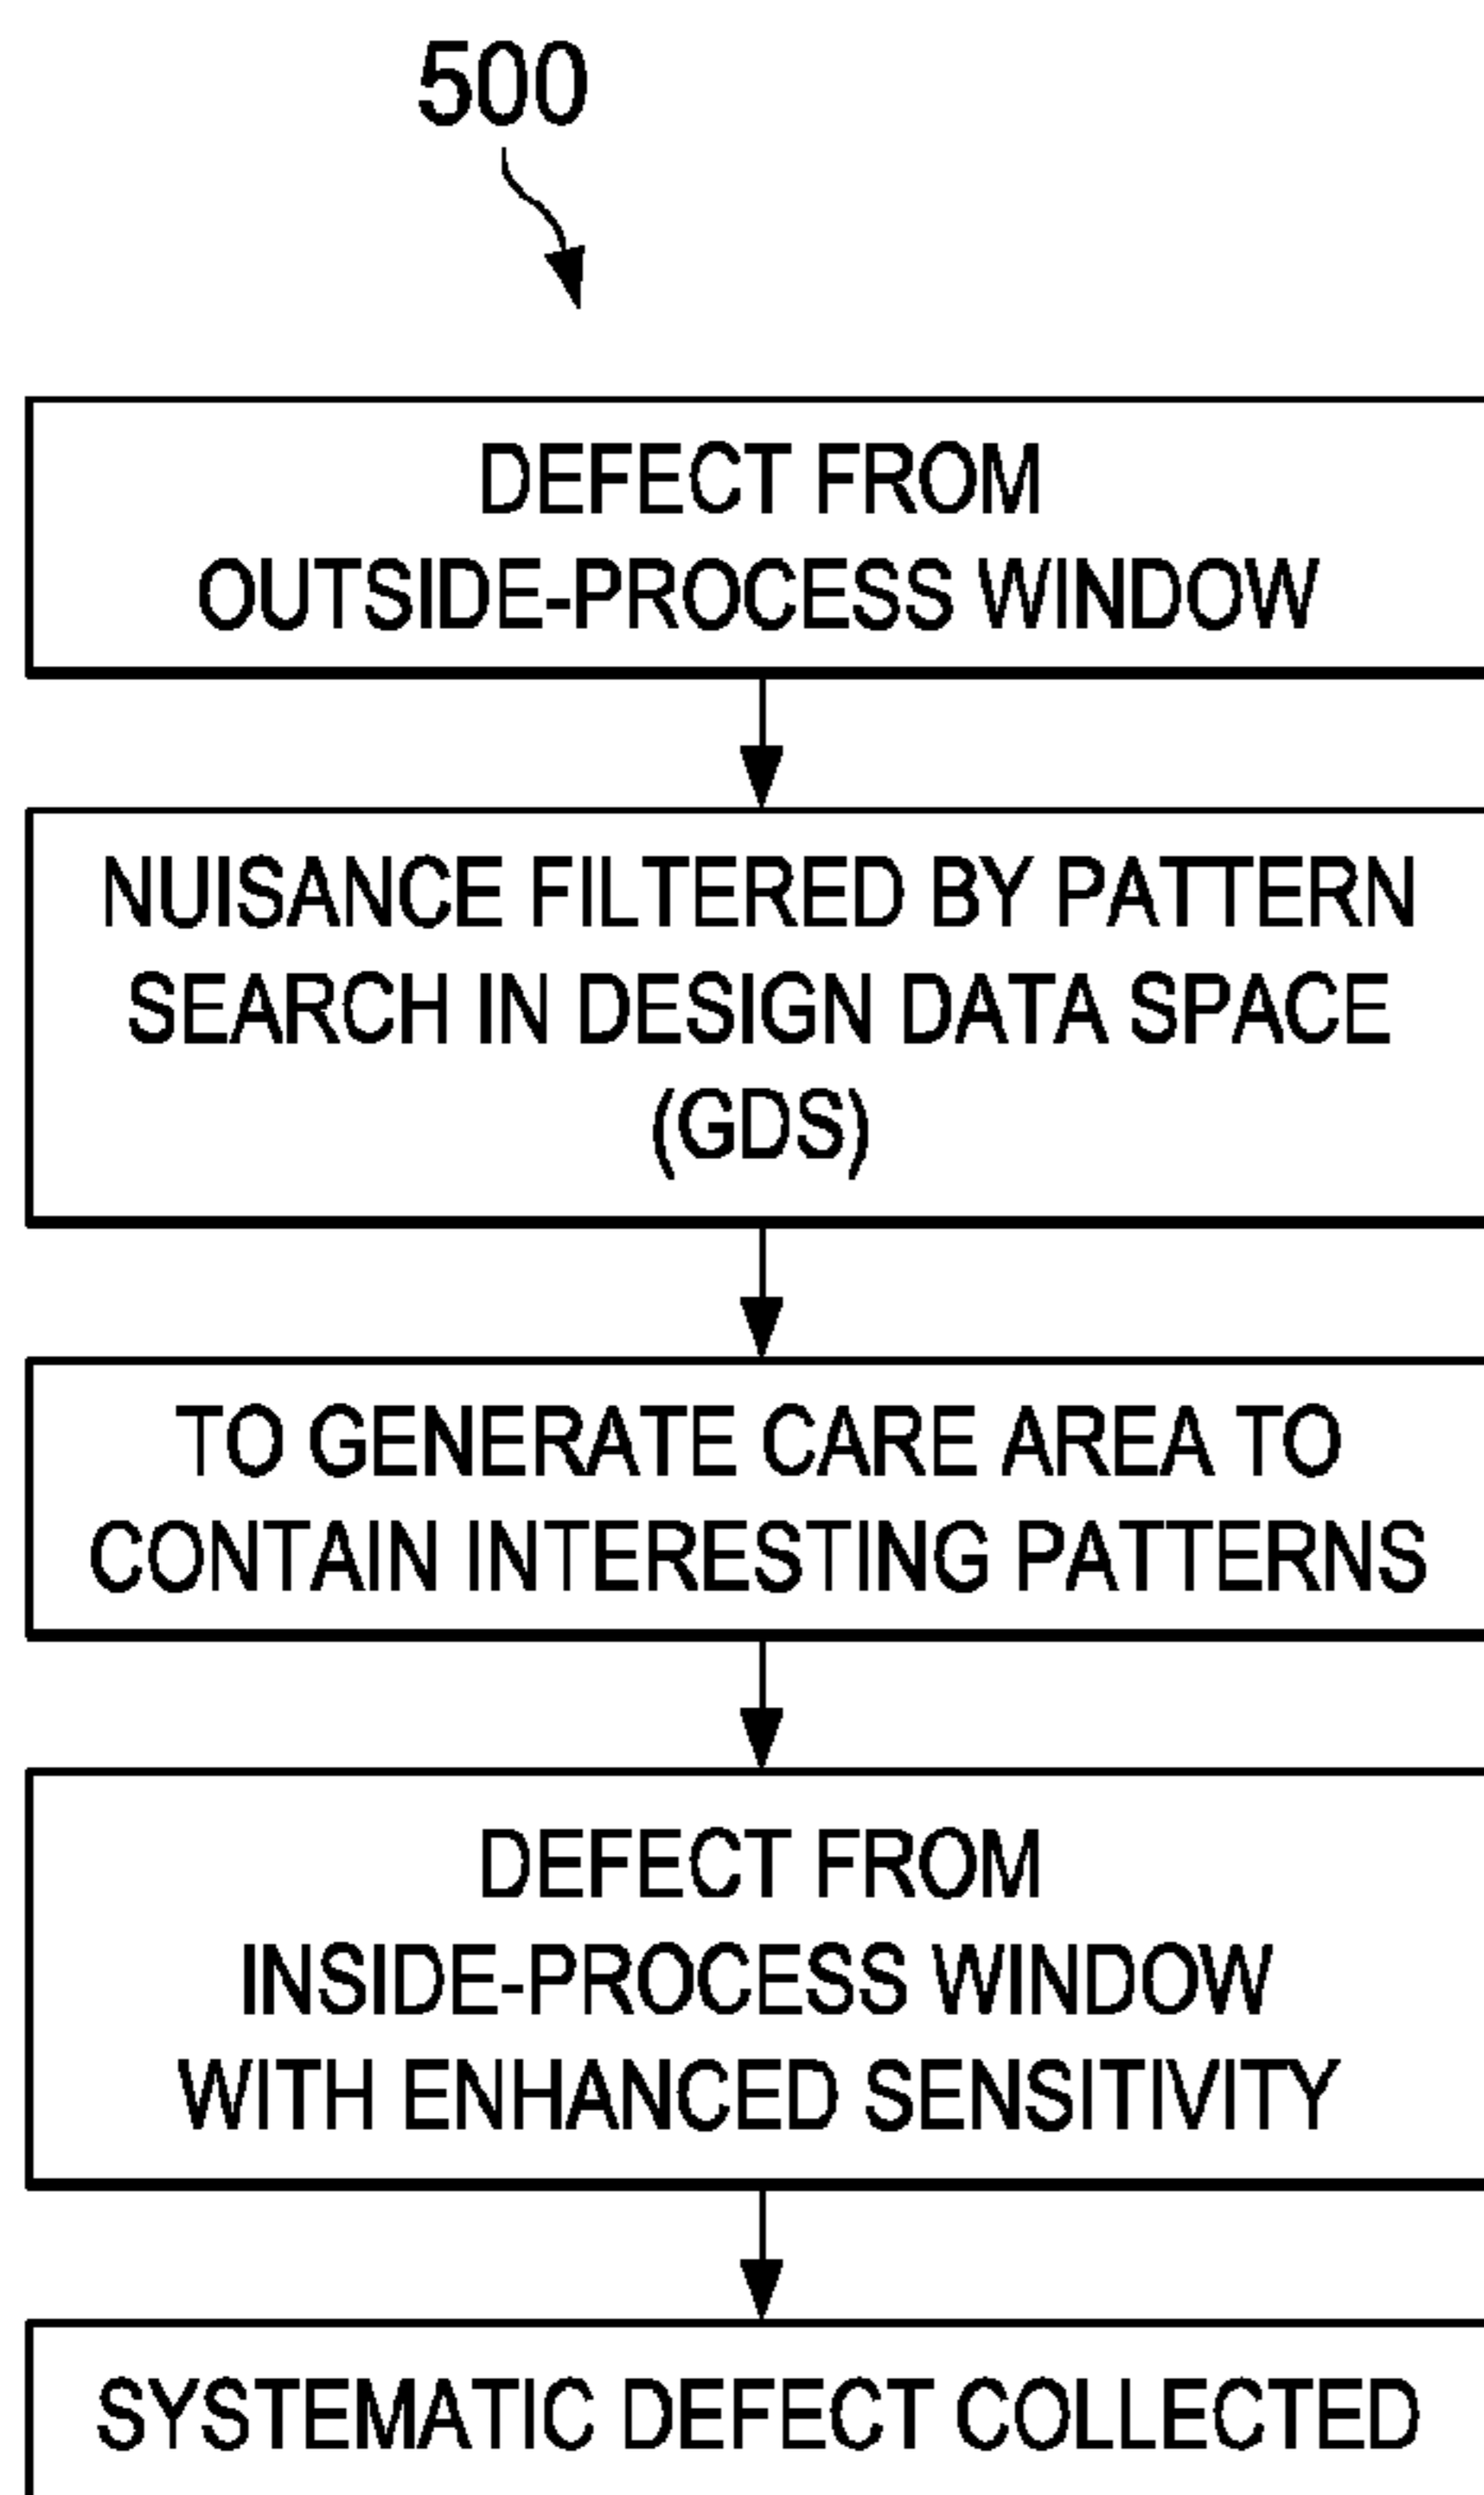 500
DEFECT FROM
OUTSIDE-PROCESS WINDOW
NUISANCE FILTERED BY PATTERN
SEARCH IN DESIGN DATA SPACE
(GDS)
TO GENERATE CARE AREA TO
CONTAIN INTERESTING PATTERNS
DEFECT FROM
INSIDE-PROCESS WINDOW
WITH ENHANCED SENSITIVITY
SYSTEMATIC DEFECT COLLECTED